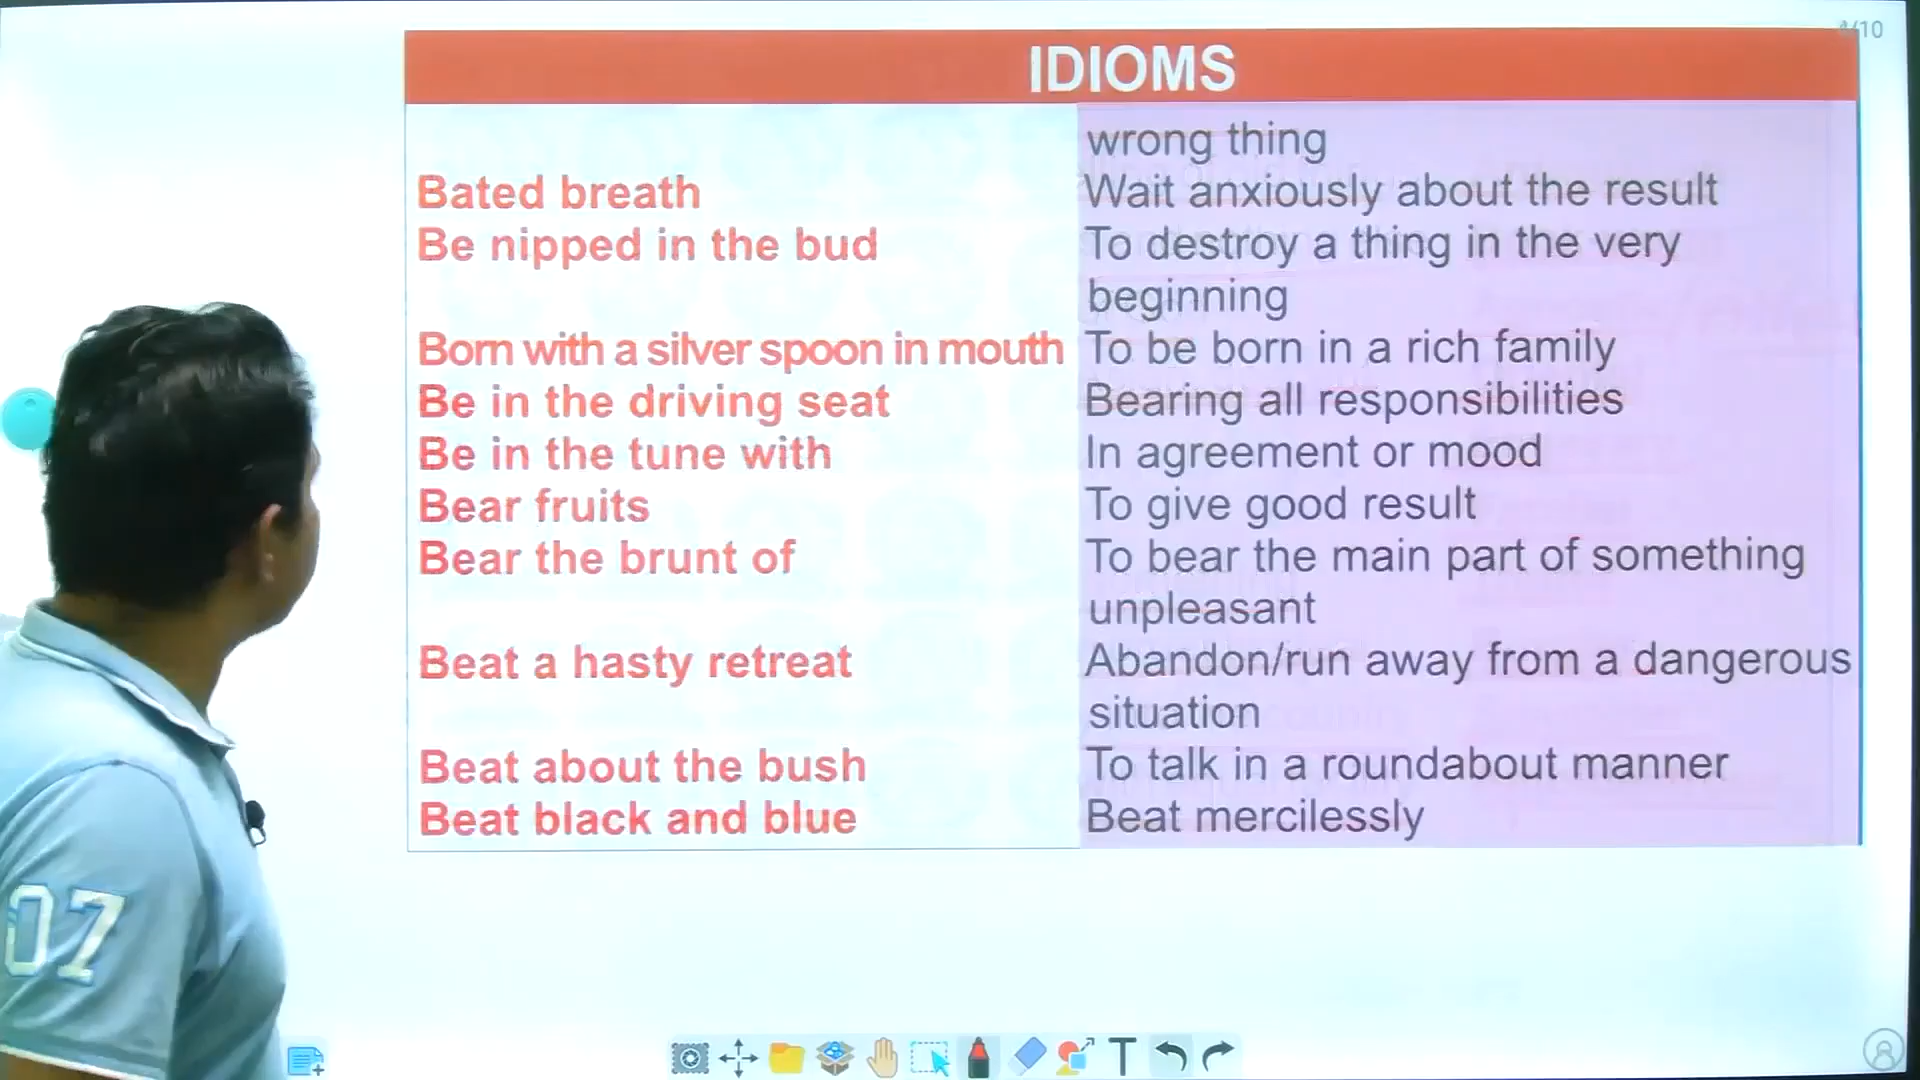 /10
IDIOMS
wrong thing
Bated breath Wait anxiously about the result
Be nipped in the bud To destroy a thing in the very
beginning
Born with a silver spoon in mouth To be born in a rich family
Be in the driving seat Bearing all responsibilities
Be in the tune with In agreement or mood
Bear fruits To give good result
Bear the brunt of To bear the main part of something
unpleasant
Beat a hasty retreat Abandon/run away from a dangerous
situation
Beat about the bush To talk in a roundabout manner
Beat black and blue Beat mercilessly
07
T